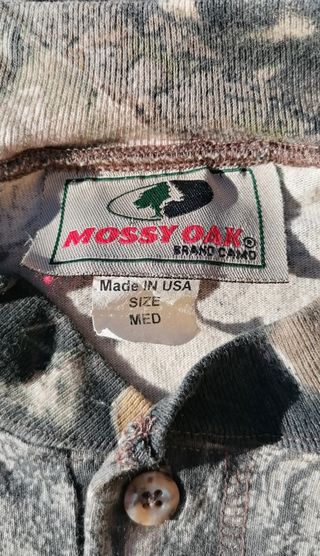 MOSSY OAK®
BRAND CAMO
Made IN USA
SIZE
MED